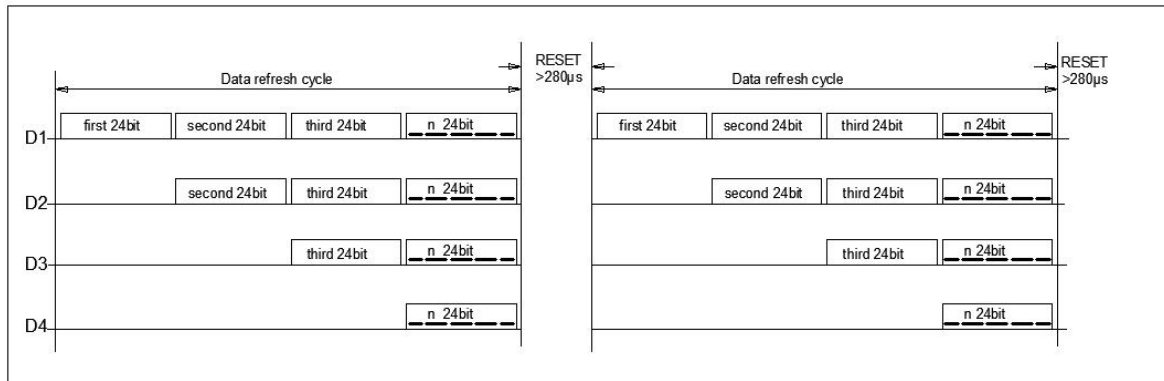 RESET
>280μs
RESET
>280μs
Data refresh cycle
Data refresh cycle
D1 first 24bit second 24bit third 24bit n 24bit first 24bit second 24bit third 24bit n 24bit
D2 second 24bit third 24bit n 24bit second 24bit third 24bit n 24bit
D3 third 24bit n 24bit third 24bit n 24bit
D4 n 24bit n 24bit